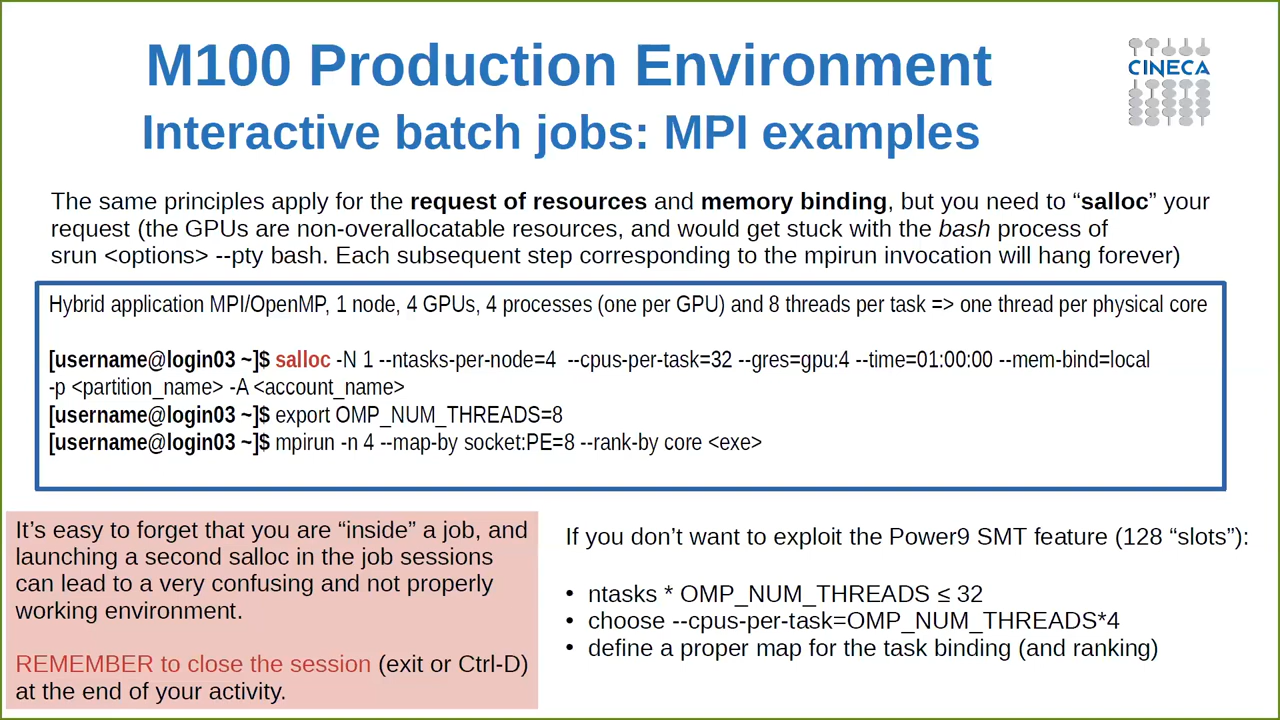 M100 Production Environment
CINECA
Interactive batch jobs: MPI examples
The same principles apply for the request of resources and memory binding, but you need to “salloc” your
request (the GPUs are non-overallocatable resources, and would get stuck with the bash process of
srun <options> --pty bash. Each subsequent step corresponding to the mpirun invocation will hang forever)
Hybrid application MPI/OpenMP, 1 node, 4 GPUs, 4 processes (one per GPU) and 8 threads per task => one thread per physical core
[username@login03 ~]$ salloc -N 1 --ntasks-per-node=4  --cpus-per-task=32 --gres=gpu:4 --time=01:00:00 --mem-bind=local
-p <partition_name> -A <account_name>
[username@login03 ~]$ export OMP_NUM_THREADS=8
[username@login03 ~]$ mpirun -n 4 --map-by socket:PE=8 --rank-by core <exe>
It’s easy to forget that you are “inside” a job, and
launching a second salloc in the job sessions
can lead to a very confusing and not properly
working environment.
REMEMBER to close the session (exit or Ctrl-D)
at the end of your activity.
If you don’t want to exploit the Power9 SMT feature (128 “slots”):
• ntasks * OMP_NUM_THREADS ≤ 32
• choose --cpus-per-task=OMP_NUM_THREADS*4
• define a proper map for the task binding (and ranking)